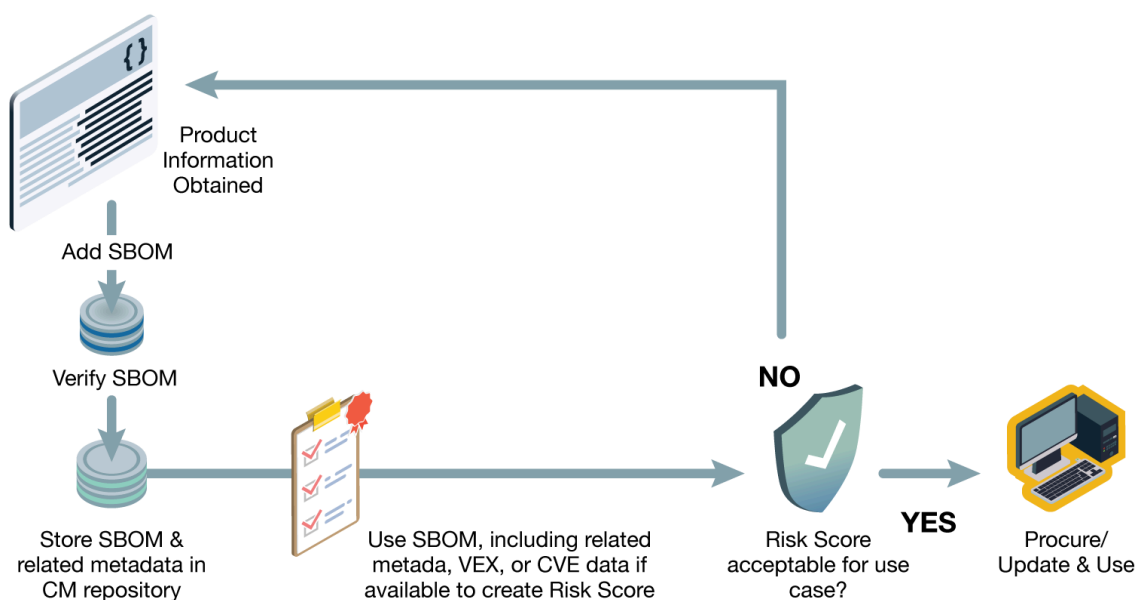 { }
Product
Information
Obtained
Add SBOM
Verify SBOM
Store SBOM &
related metadata in
CM repository
Use SBOM, including related
metada, VEX, or CVE data if
available to create Risk Score
NO
Risk Score
acceptable for use
case?
YES
Procure/
Update & Use